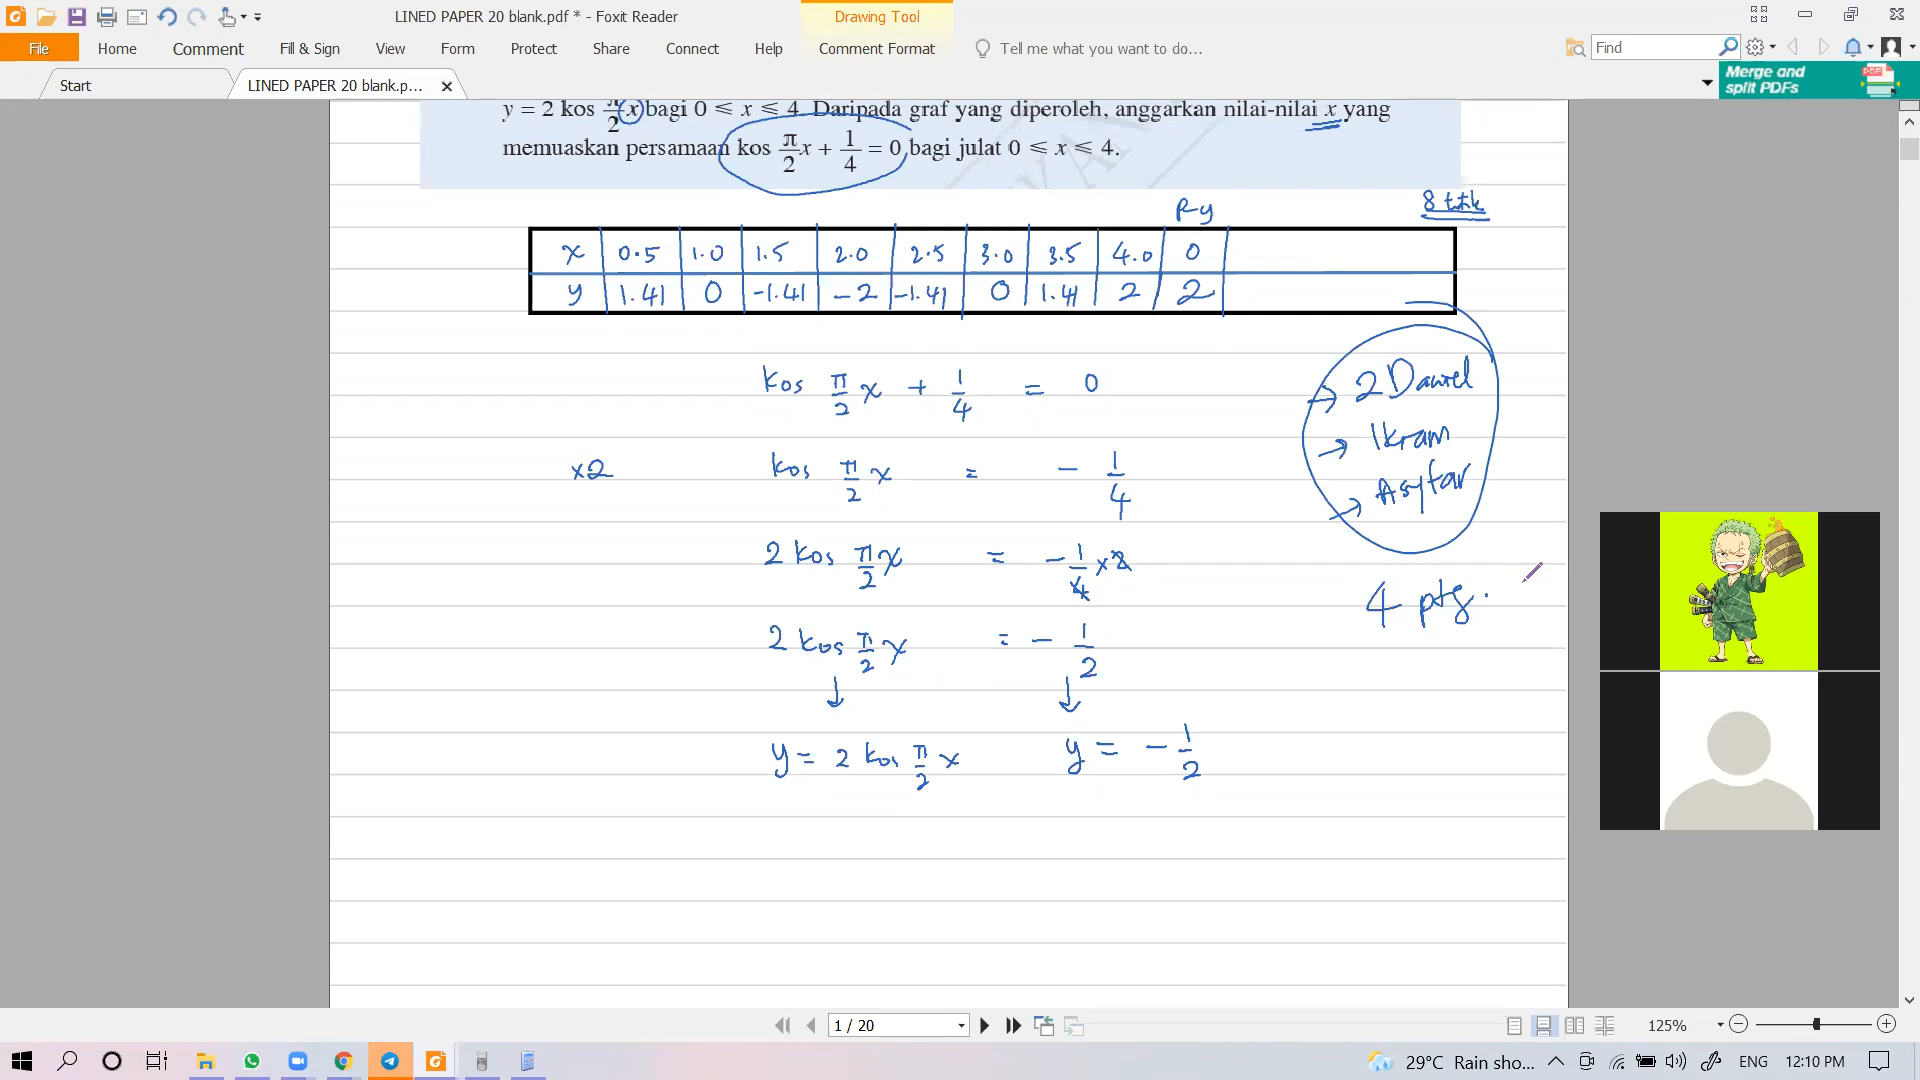 LINED PAPER 20 blank.pdf * - Foxit Reader
Drawing Tool
File Home Comment Fill & Sign View Form Protect Share Connect Help Comment Format Tell me what you want to do... Find
Start LINED PAPER 20 blank.p...
Merge and
split PDFs
y = 2 kos π/2 x bagi 0 ⩽ x ⩽ 4. Daripada graf yang diperoleh, anggarkan nilai-nilai x yang
memuaskan persamaan kos π/2 x + 1/4 = 0 bagi julat 0 ⩽ x ⩽ 4.
8 titik
x 0.5 1.0 1.5 2.0 2.5 3.0 3.5 4.0 0
y 1.41 0 -1.41 -2 -1.41 0 1.41 2 2
kos π/2 x + 1/4 = 0
x2 kos π/2 x = - 1/4
2 kos π/2 x = - 1/4 x 2
2 kos π/2 x = - 1/2
↓ ↓
y = 2 kos π/2 x y = - 1/2
→ 2 Daniel
→ Ikram
→ Asyfar
4 ptg.
1 / 20
125%
29°C Rain sho... ENG 12:10 PM